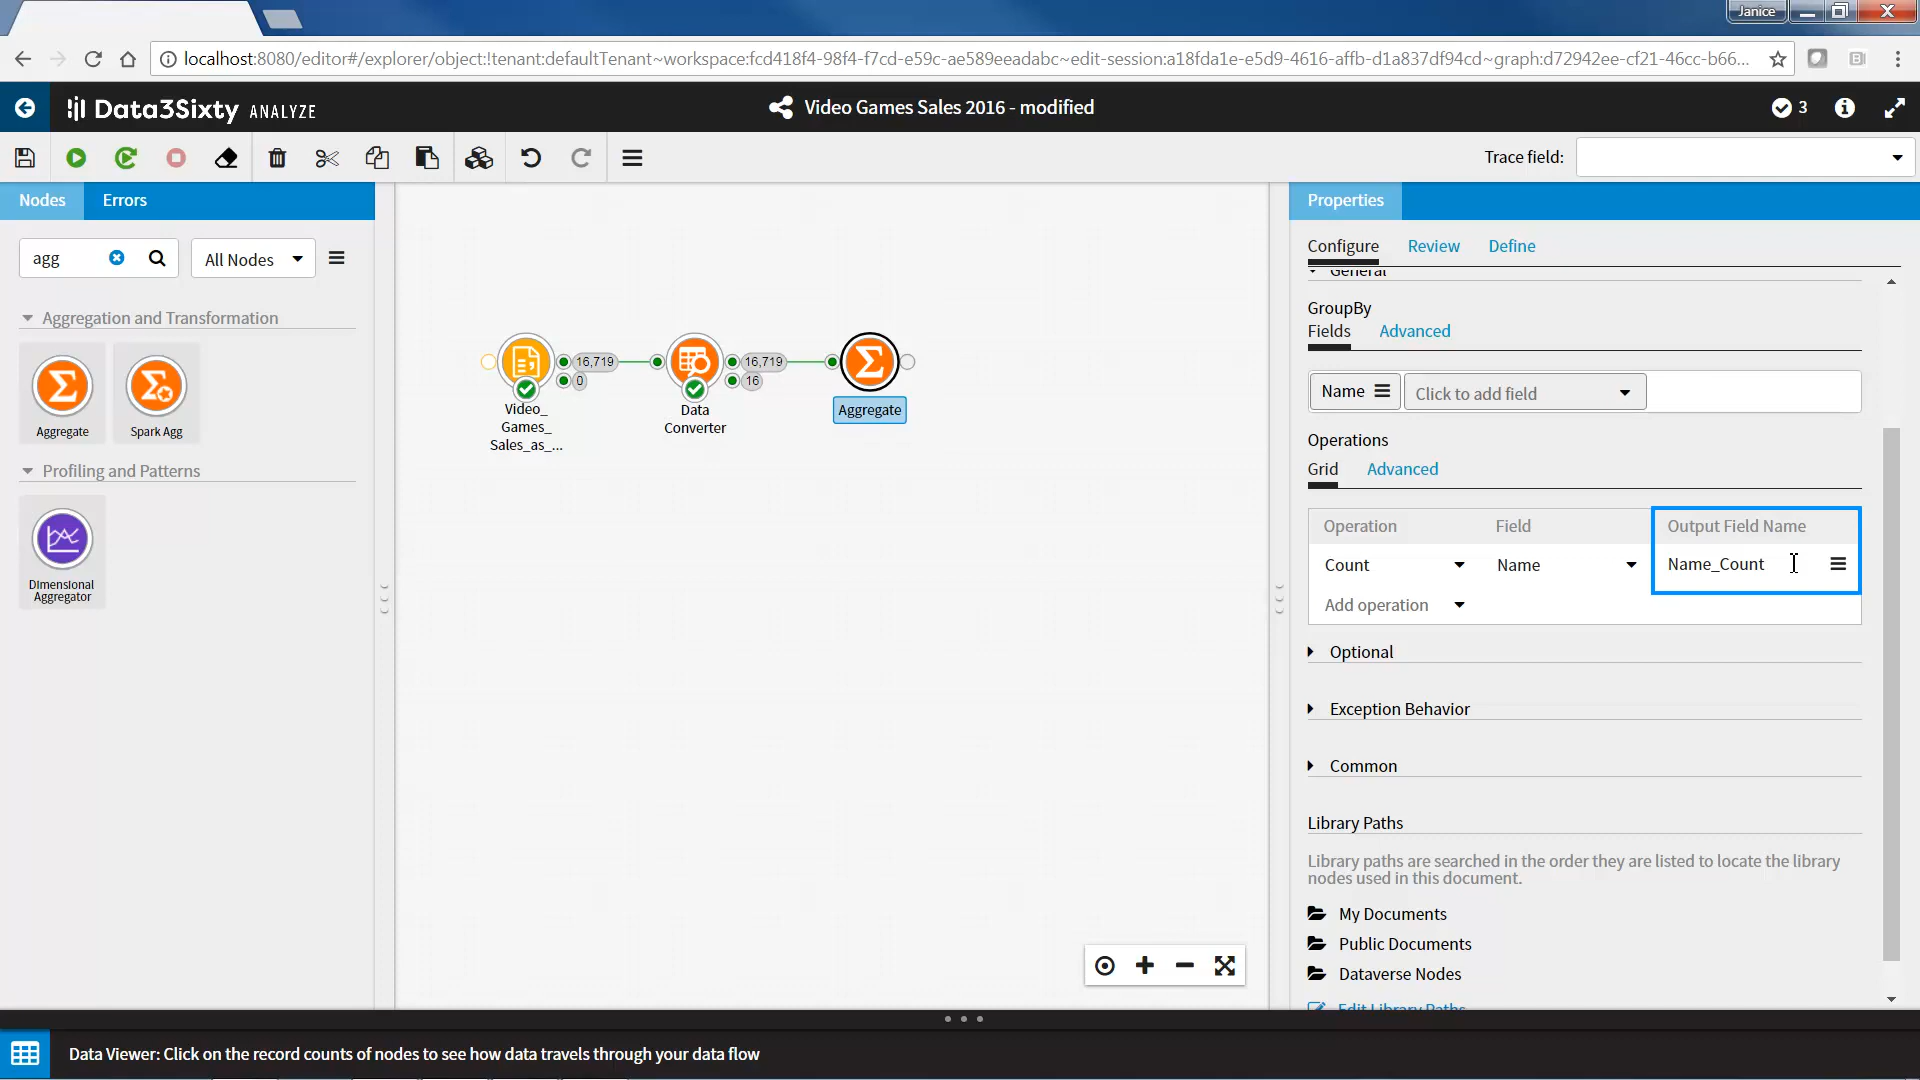 Janice
localhost:8080/editor#/explorer/object:!tenant:defaultTenant~workspace:fcd418f4-98f4-f7cd-e59c-ae589eeadabc~edit-session:a18fda1e-e5d9-4616-affb-d1a837df94cd~graph:d72942ee-cf21-46cc-b66...
Data3Sixty ANALYZE
Video Games Sales 2016 - modified
3
Trace field:
Nodes
Errors
agg
All Nodes
Aggregation and Transformation
Aggregate
Spark Agg
Profiling and Patterns
Dimensional
Aggregator
16,719
0
16,719
16
Video_
Games_
Sales_as_...
Data
Converter
Aggregate
Properties
Configure
Review
Define
General
GroupBy
Fields
Advanced
Name
Click to add field
Operations
Grid
Advanced
Operation
Field
Output Field Name
Count
Name
Name_Count
Add operation
Optional
Exception Behavior
Common
Library Paths
Library paths are searched in the order they are listed to locate the library
nodes used in this document.
My Documents
Public Documents
Dataverse Nodes
Edit Library Paths
Data Viewer: Click on the record counts of nodes to see how data travels through your data flow